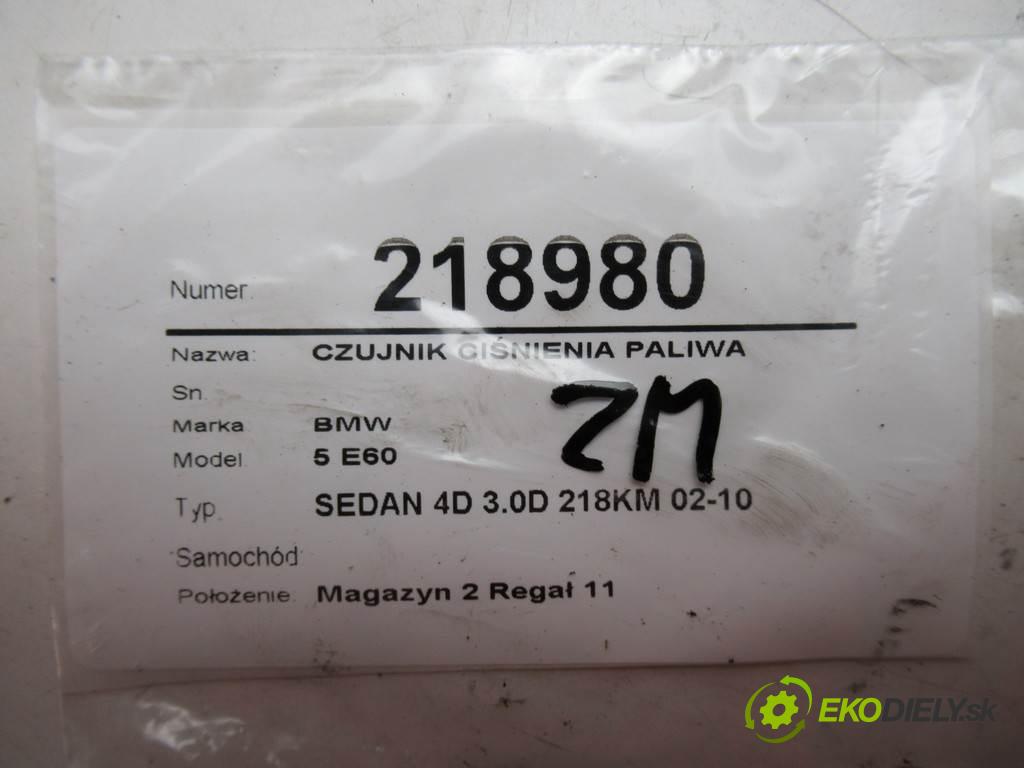 Numer. 218980
Nazwa: CZUJNIK CIŚNIENIA PALIWA
Sn.
Marka BMW
ZM
Model. 5 E60
Typ. SEDAN 4D 3.0D 218KM 02-10
Samochód
Położenie: Magazyn 2 Regał 11
EKODIELY.sk